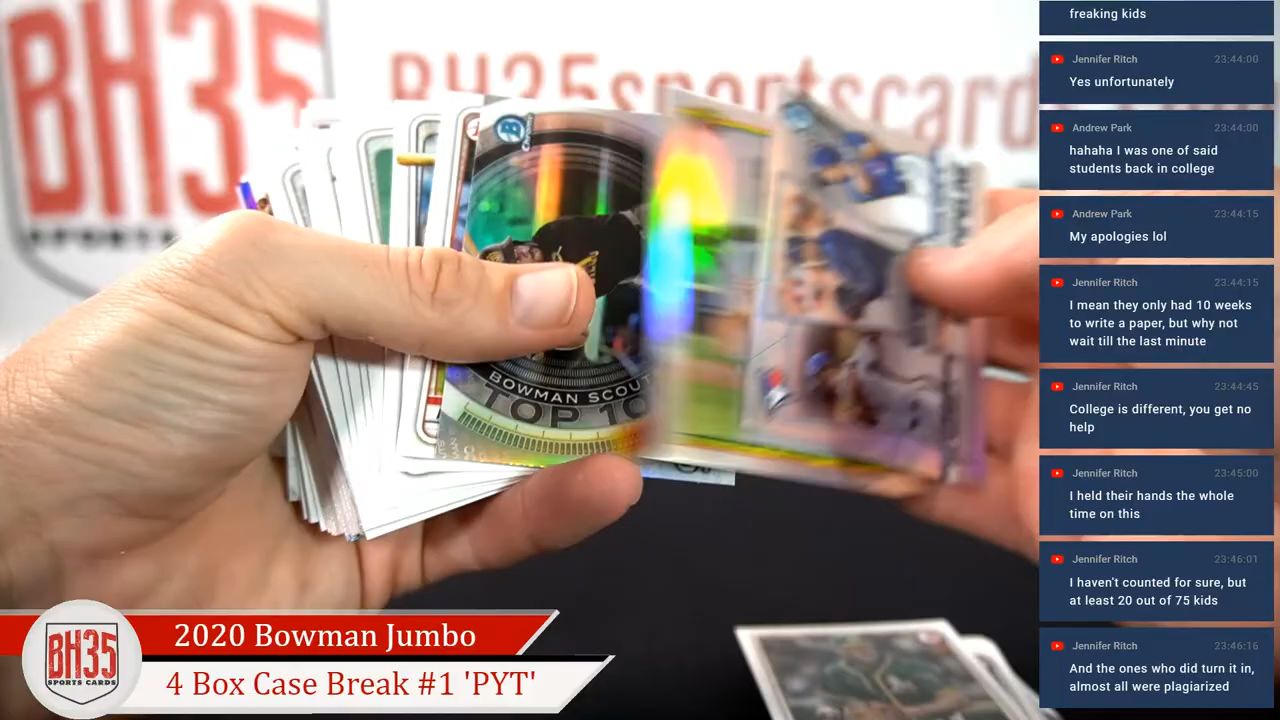 BH35
SPORTS CARDS
BH35sportscards
BOWMAN SCOUT
TOP 10
2020 Bowman Jumbo
4 Box Case Break #1 'PYT'
BH35
SPORTS CARDS
freaking kids
Jennifer Ritch 23:44:00
Yes unfortunately
Andrew Park 23:44:00
hahaha I was one of said
students back in college
Andrew Park 23:44:15
My apologies lol
Jennifer Ritch 23:44:15
I mean they only had 10 weeks
to write a paper, but why not
wait till the last minute
Jennifer Ritch 23:44:45
College is different, you get no
help
Jennifer Ritch 23:45:00
I held their hands the whole
time on this
Jennifer Ritch 23:46:01
I haven't counted for sure, but
at least 20 out of 75 kids
Jennifer Ritch 23:46:16
And the ones who did turn it in,
almost all were plagiarized